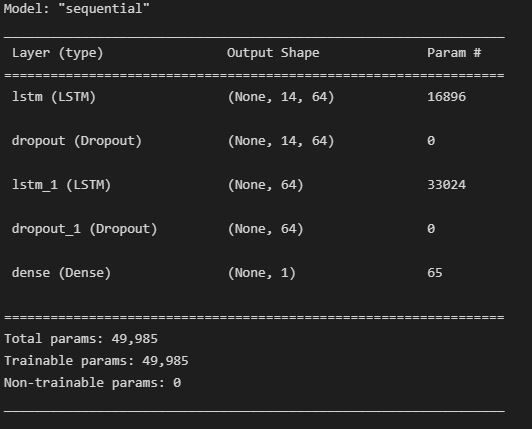 Model: "sequential"
_________________________________________________________________
Layer (type)                Output Shape              Param #
=================================================================
lstm (LSTM)                 (None, 14, 64)            16896
dropout (Dropout)           (None, 14, 64)            0
lstm_1 (LSTM)               (None, 64)                33024
dropout_1 (Dropout)         (None, 64)                0
dense (Dense)               (None, 1)                 65
=================================================================
Total params: 49,985
Trainable params: 49,985
Non-trainable params: 0
_________________________________________________________________